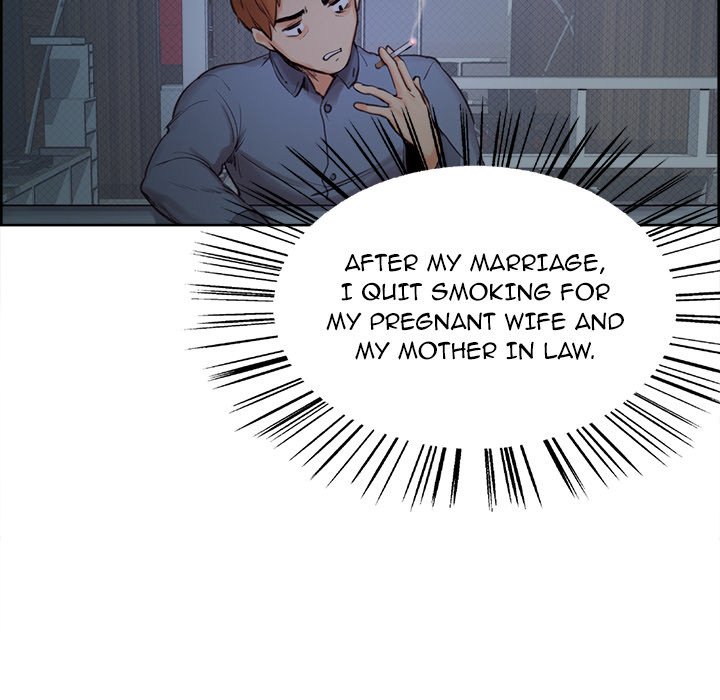 AFTER MY MARRIAGE,
I QUIT SMOKING FOR
MY PREGNANT WIFE AND
MY MOTHER IN LAW.